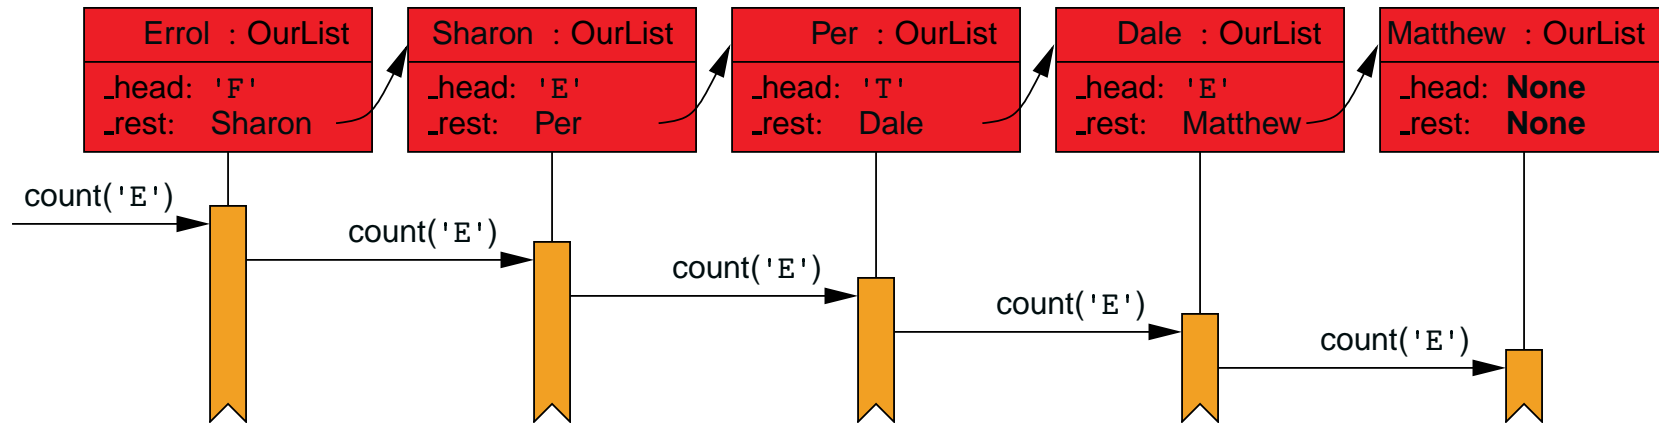 Errol : OurList
_head: 'F'
_rest: Sharon
Sharon : OurList
_head: 'E'
_rest: Per
Per : OurList
_head: 'T'
_rest: Dale
Dale : OurList
_head: 'E'
_rest: Matthew
Matthew : OurList
_head: None
_rest: None
count('E')
count('E')
count('E')
count('E')
count('E')